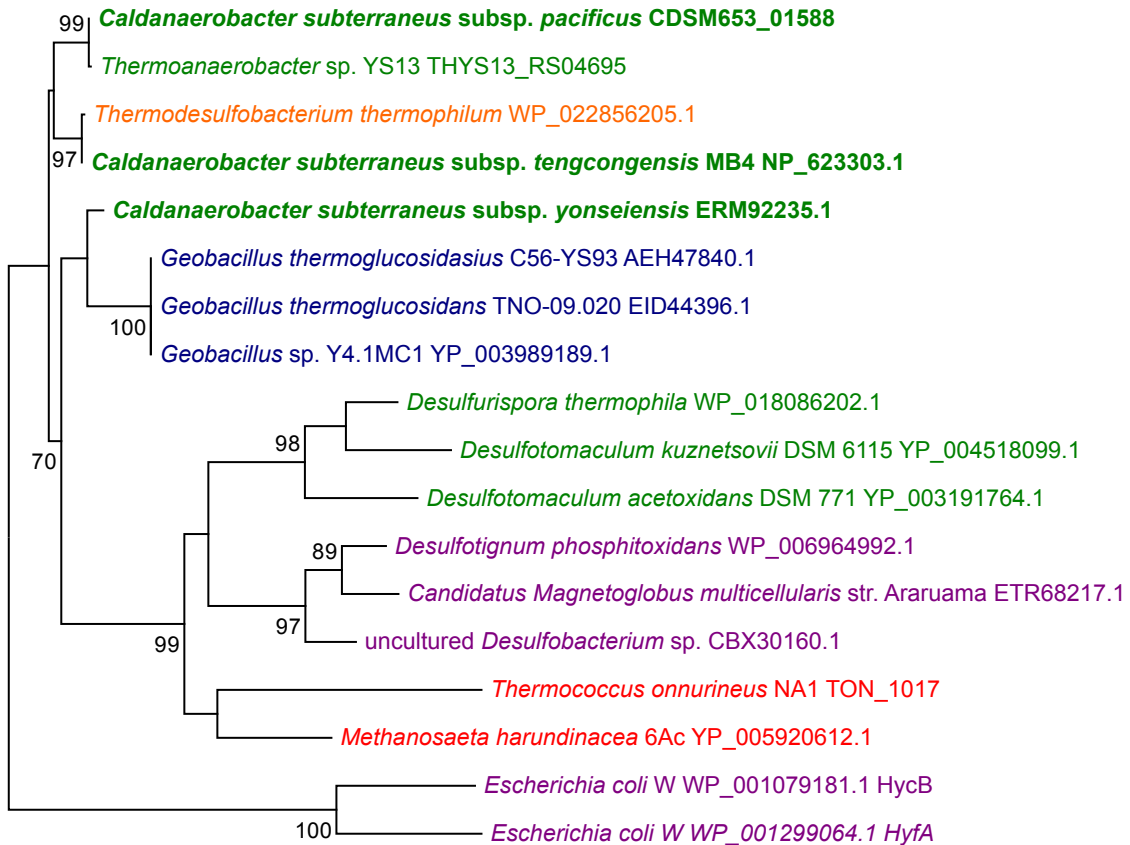 99
Caldanaerobacter subterraneus subsp. pacificus CDSM653_01588
Thermoanaerobacter sp. YS13 THYS13_RS04695
Thermodesulfobacterium thermophilum WP_022856205.1
97
Caldanaerobacter subterraneus subsp. tengcongensis MB4 NP_623303.1
Caldanaerobacter subterraneus subsp. yonseiensis ERM92235.1
Geobacillus thermoglucosidasius C56-YS93 AEH47840.1
Geobacillus thermoglucosidans TNO-09.020 EID44396.1
100
Geobacillus sp. Y4.1MC1 YP_003989189.1
Desulfurispora thermophila WP_018086202.1
98
Desulfotomaculum kuznetsovii DSM 6115 YP_004518099.1
70
Desulfotomaculum acetoxidans DSM 771 YP_003191764.1
89
Desulfotignum phosphitoxidans WP_006964992.1
Candidatus Magnetoglobus multicellularis str. Araruama ETR68217.1
97
99
uncultured Desulfobacterium sp. CBX30160.1
Thermococcus onnurineus NA1 TON_1017
Methanosaeta harundinacea 6Ac YP_005920612.1
Escherichia coli W WP_001079181.1 HycB
100
Escherichia coli W WP_001299064.1 HyfA